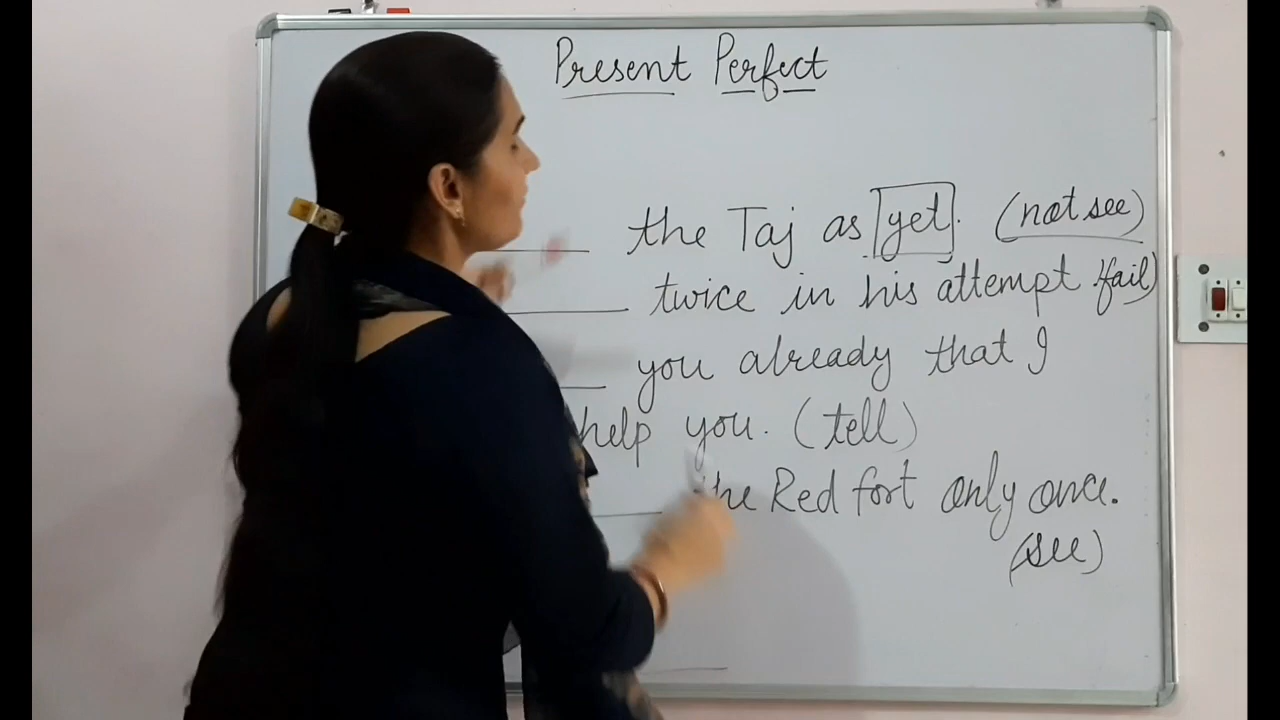 Present Perfect
the Taj as yet. (not see)
twice in his attempt (fail)
you already that I
help you. (tell)
the Red fort only once.
(see)